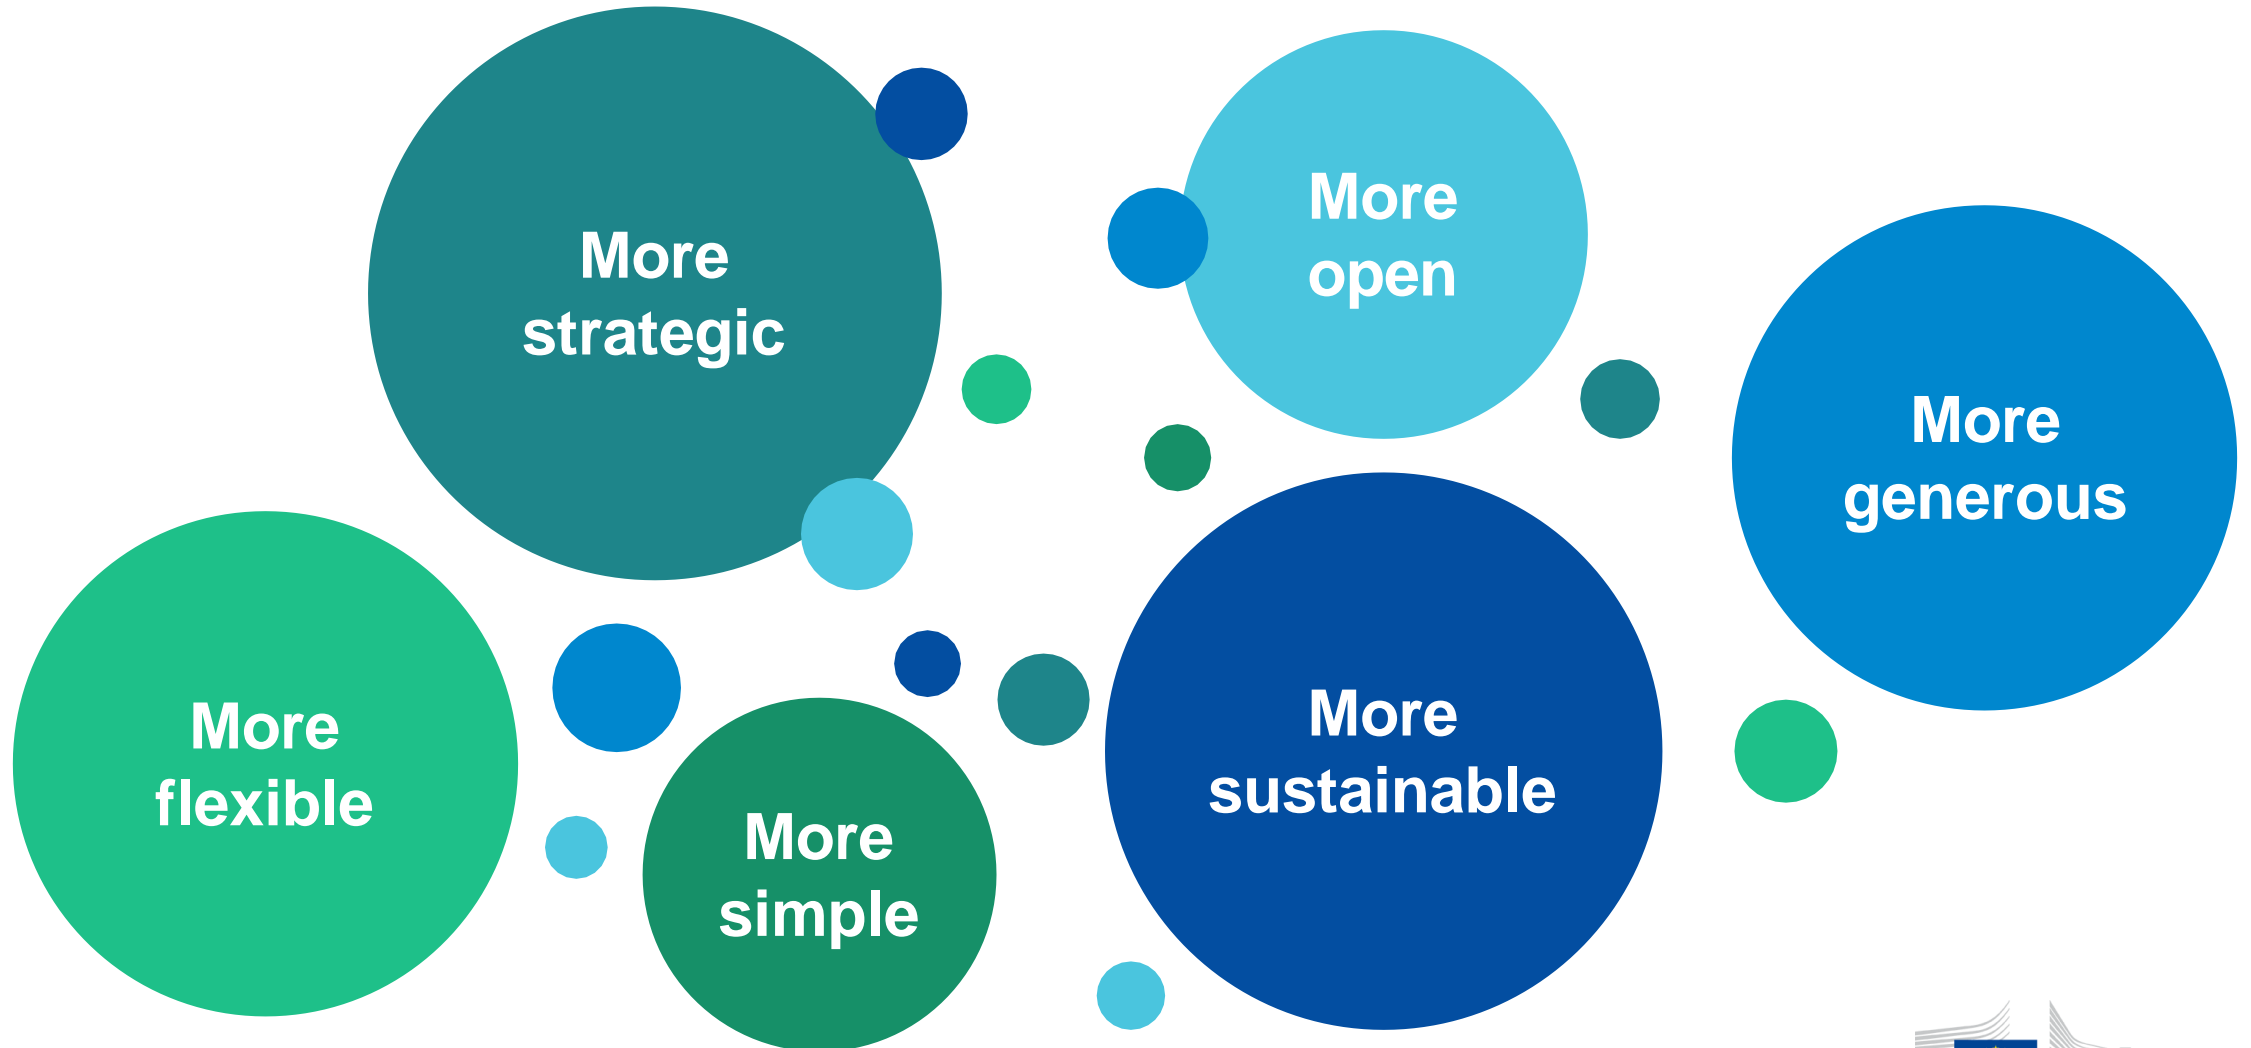 More
strategic
More
open
More
generous
More
flexible
More
simple
More
sustainable